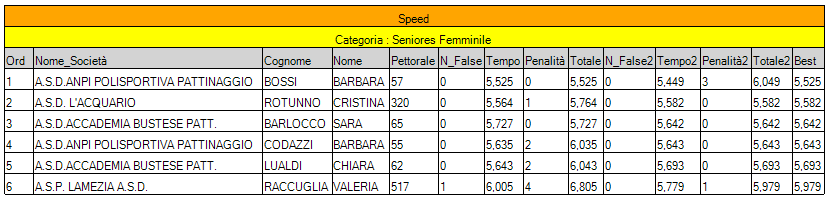 Speed
Categoria : Seniores Femminile
Ord Nome_Società Cognome Nome Pettorale N_False Tempo Penalità Totale N_False2 Tempo2 Penalità2 Totale2 Best
1 A.S.D.ANPI POLISPORTIVA PATTINAGGIO BOSSI BARBARA 57 0 5,525 0 5,525 0 5,449 3 6,049 5,525
2 A.S.D. L'ACQUARIO ROTUNNO CRISTINA 320 0 5,564 1 5,764 0 5,582 0 5,582 5,582
3 A.S.D.ACCADEMIA BUSTESE PATT. BARLOCCO SARA 65 0 5,727 0 5,727 0 5,642 0 5,642 5,642
4 A.S.D.ANPI POLISPORTIVA PATTINAGGIO CODAZZI BARBARA 55 0 5,635 2 6,035 0 5,643 0 5,643 5,643
5 A.S.D.ACCADEMIA BUSTESE PATT. LUALDI CHIARA 62 0 5,643 2 6,043 0 5,693 0 5,693 5,693
6 A.S.P. LAMEZIA A.S.D. RACCUGLIA VALERIA 517 1 6,005 4 6,805 0 5,779 1 5,979 5,979